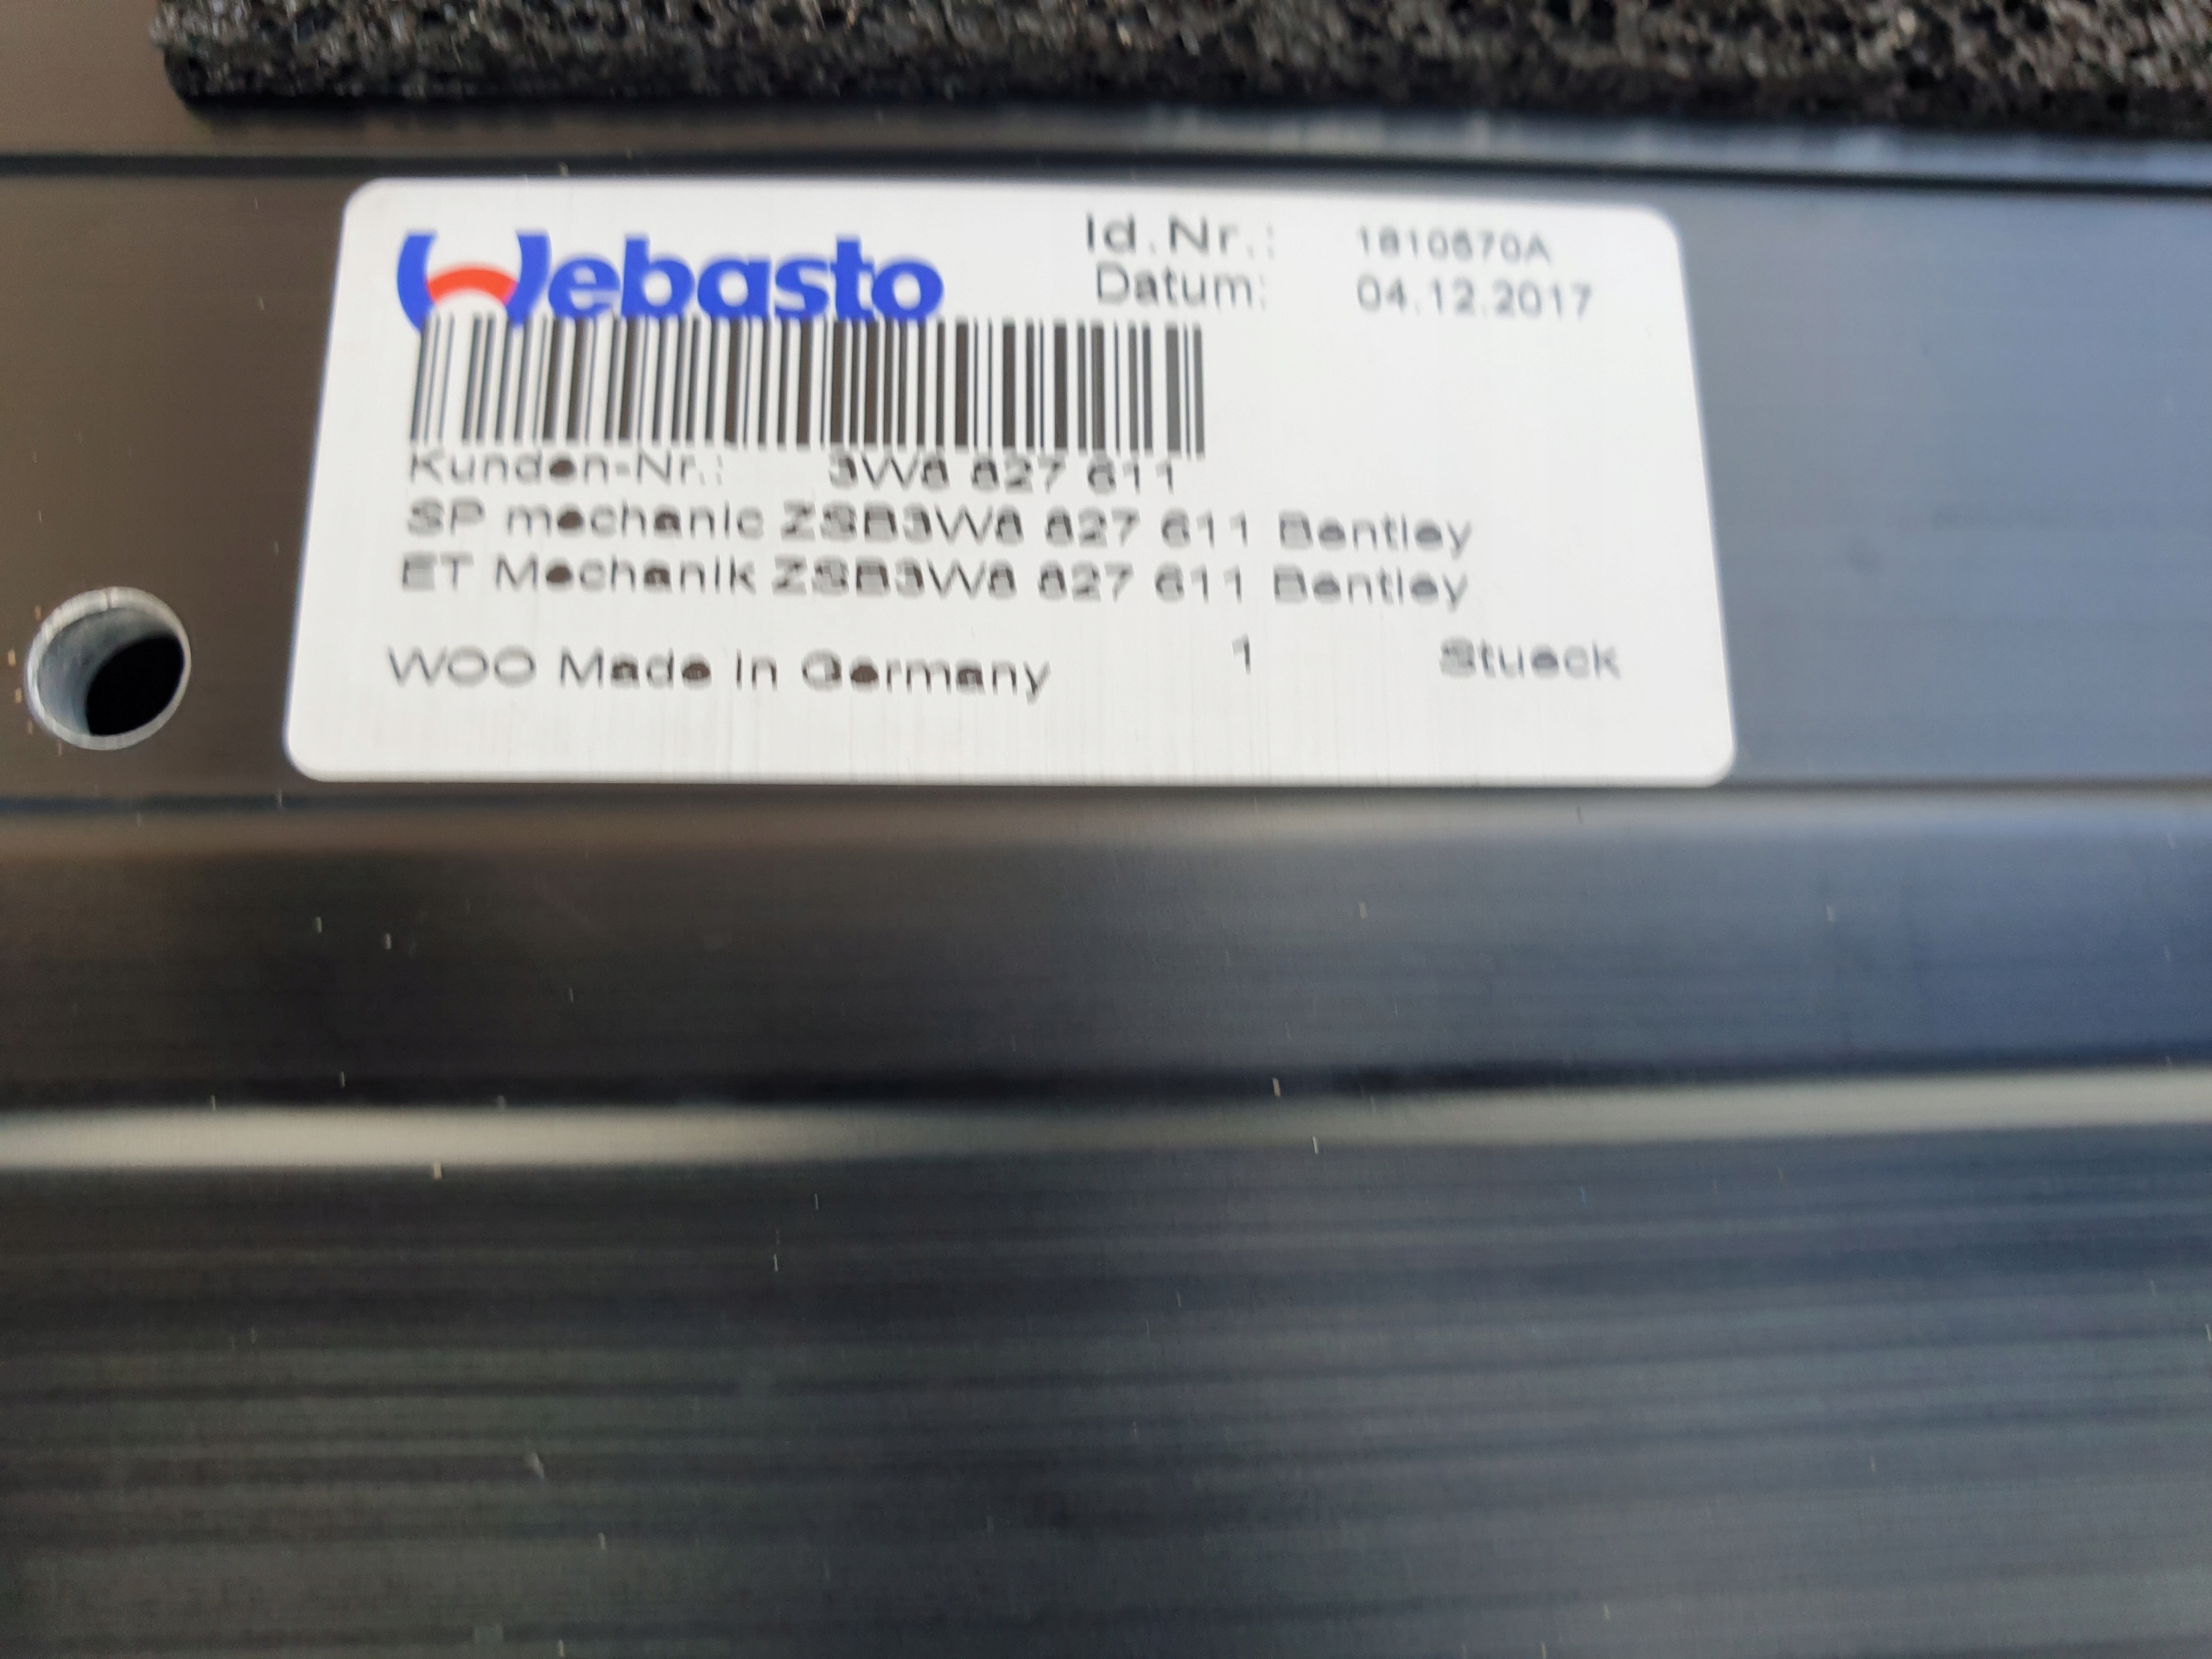 Webasto
Id.Nr.: 1810570A
Datum: 04.12.2017
Kunden-Nr.: 3W8 827 611
SP mechanic ZSB3W8 827 611 Bentley
ET Mechanik ZSB3W8 827 611 Bentley
WOO Made in Germany 1 Stueck